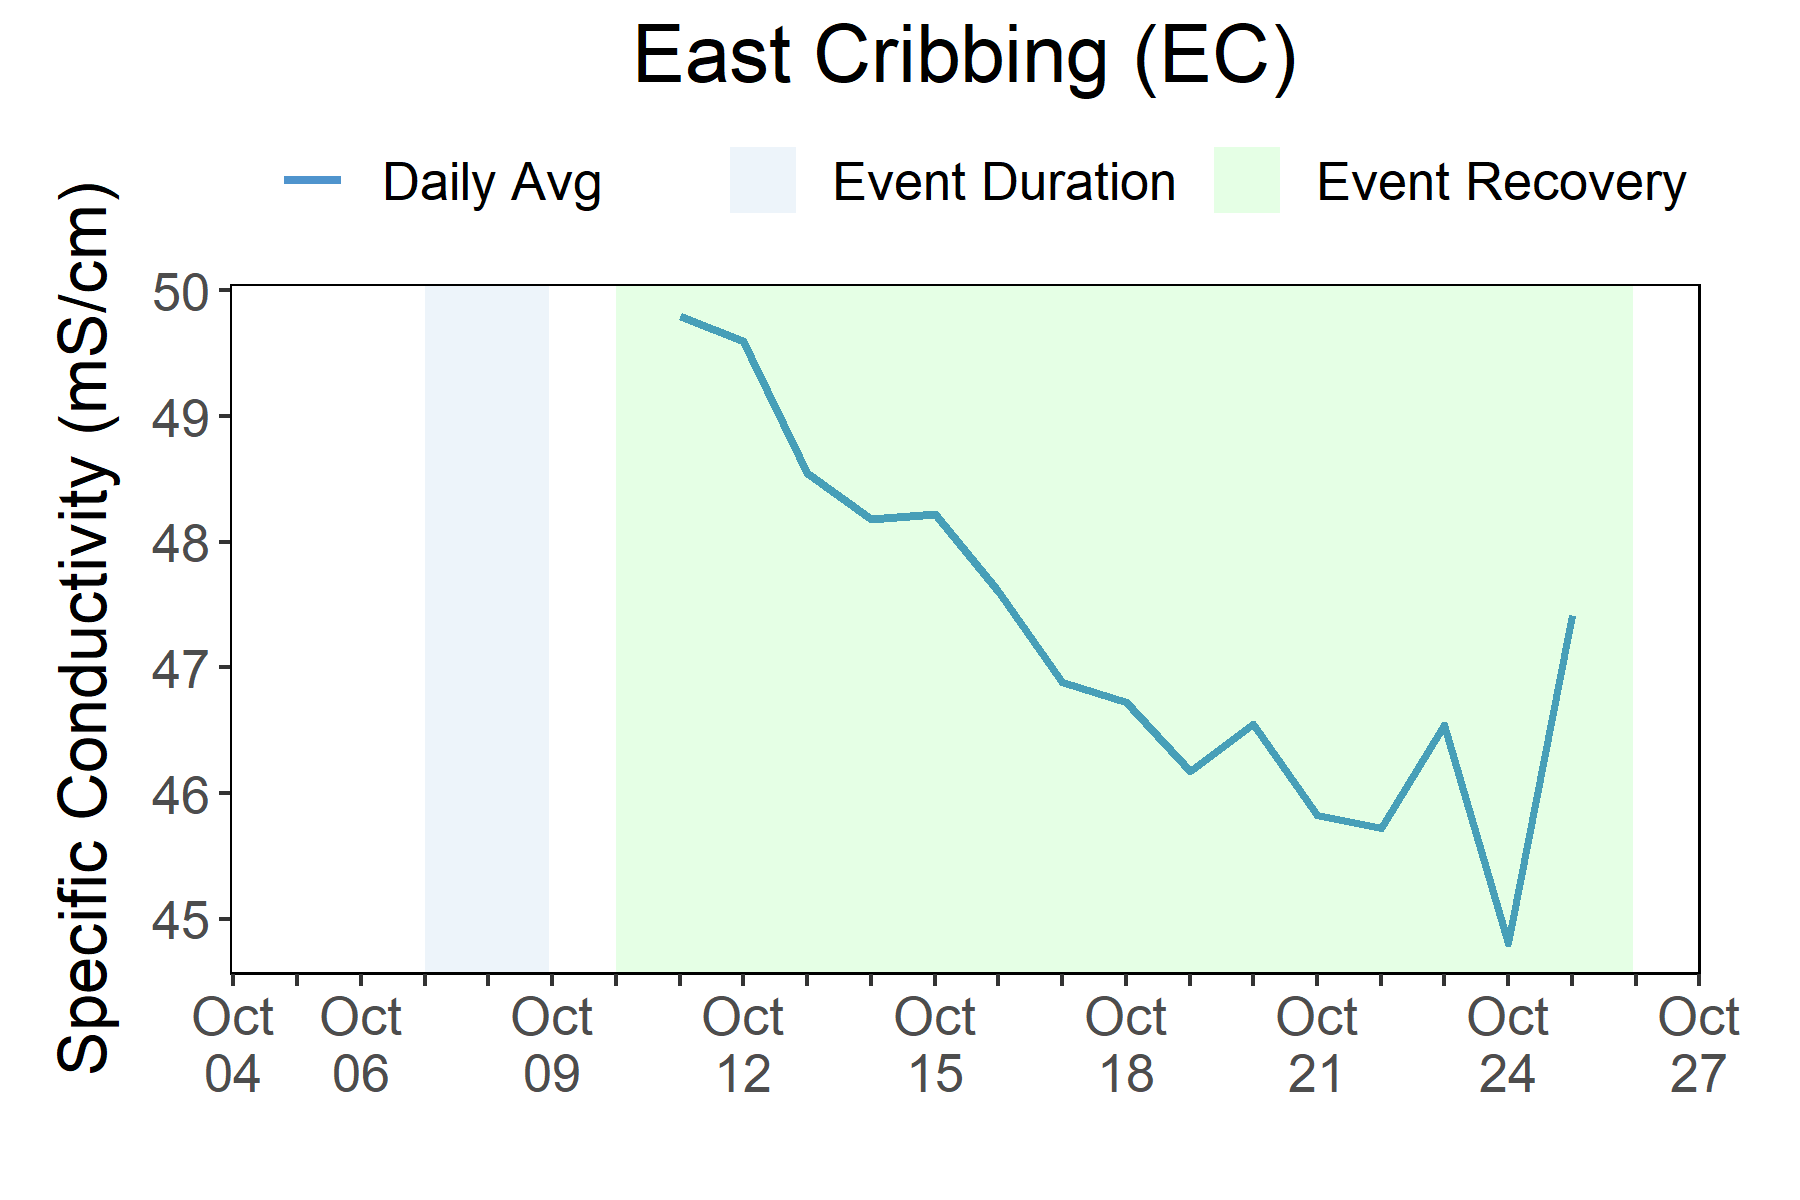 East Cribbing (EC)
Daily Avg
Event Duration
Event Recovery
Specific Conductivity (mS/cm)
50
49
48
47
46
45
Oct 04
Oct 06
Oct 09
Oct 12
Oct 15
Oct 18
Oct 21
Oct 24
Oct 27